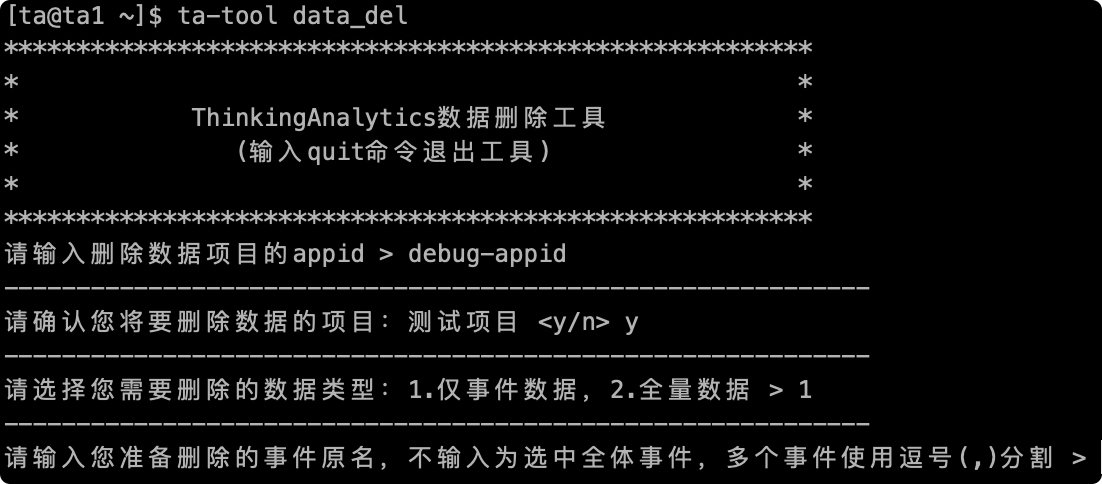 [ta@ta1 ~]$ ta-tool data_del
********************************************************
*                                                      *
*            ThinkingAnalytics数据删除工具             *
*               (输入quit命令退出工具)                 *
*                                                      *
********************************************************
请输入删除数据项目的appid > debug-appid
------------------------------------------------------------
请确认您将要删除数据的项目：测试项目 <y/n> y
------------------------------------------------------------
请选择您需要删除的数据类型：1.仅事件数据，2.全量数据 > 1
------------------------------------------------------------
请输入您准备删除的事件原名，不输入为选中全体事件，多个事件使用逗号(,)分割 >